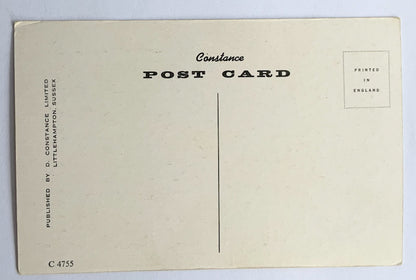 Constance
POST CARD
PRINTED
IN
ENGLAND
PUBLISHED BY D. CONSTANCE LIMITED
LITTLEHAMPTON, SUSSEX
C 4755